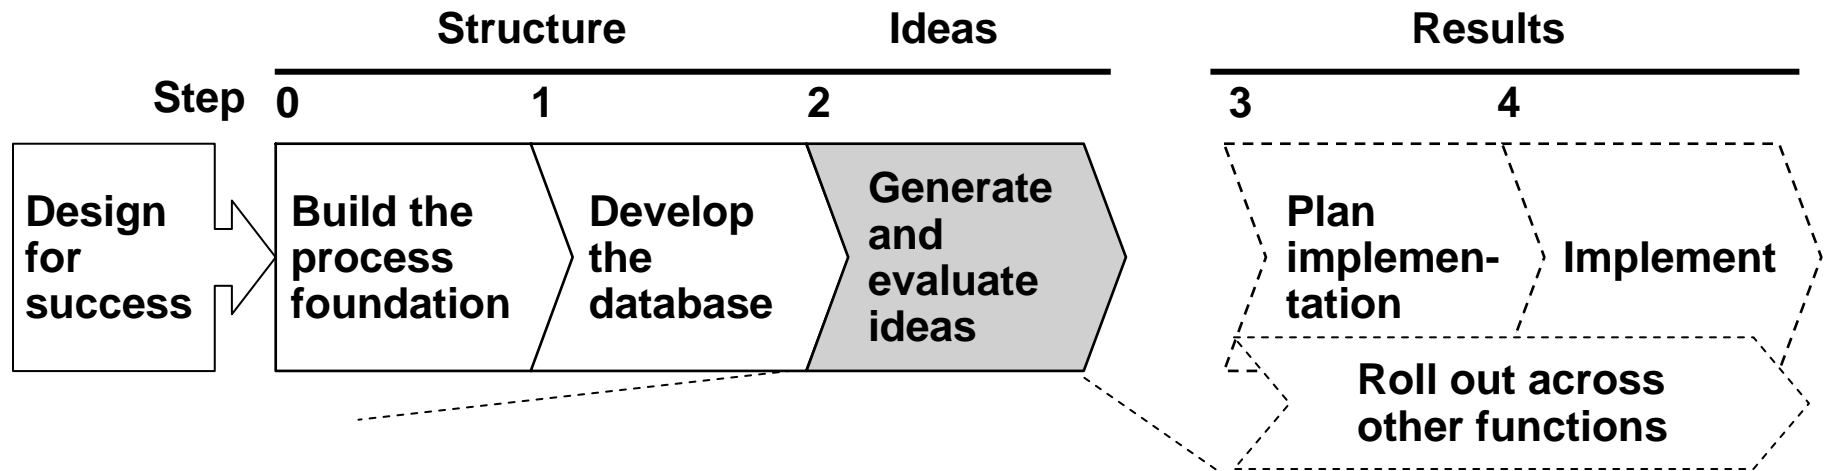 Structure
Ideas
Results
Step
0
1
2
3
4
Design
for
success
Build the
process
foundation
Develop
the
database
Generate
and
evaluate
ideas
Plan
implemen-
tation
Implement
Roll out across
other functions